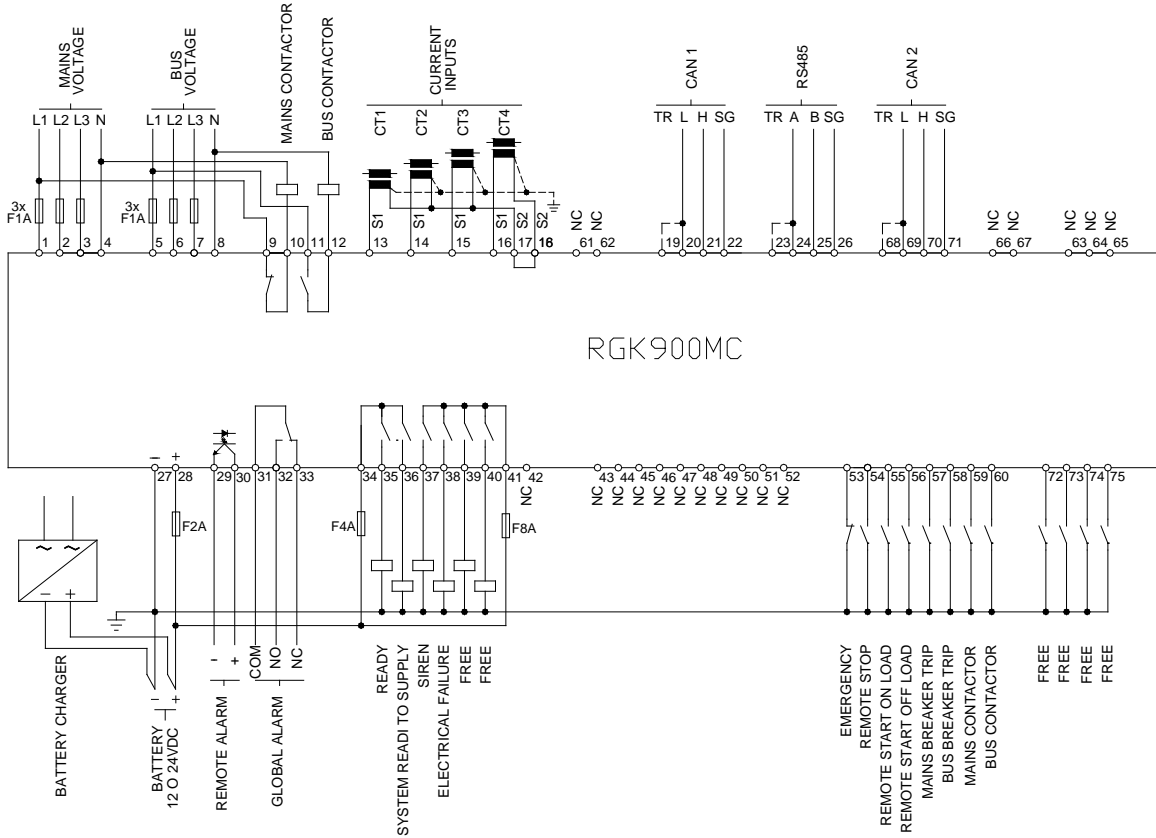 MAINS VOLTAGE
BUS VOLTAGE
MAINS CONTACTOR
BUS CONTACTOR
CURRENT INPUTS
CAN 1
RS485
CAN 2
L1 L2 L3 N
L1 L2 L3 N
CT1 CT2 CT3 CT4
TR L H SG
TR A B SG
TR L H SG
3x F1A
3x F1A
S1 S1 S1 S1 S2 S2
NC NC
NC NC
NC NC NC
1 2 3 4 5 6 7 8 9 10 11 12 13 14 15 16 17 18 61 62 19 20 21 22 23 24 25 26 68 69 70 71 66 67 63 64 65
RGK900MC
- +
27 28 29 30 31 32 33 34 35 36 37 38 39 40 41 42 43 44 45 46 47 48 49 50 51 52 53 54 55 56 57 58 59 60 72 73 74 75
NC
NC NC NC NC NC NC NC NC NC NC
F2A
F4A
F8A
- +
BATTERY CHARGER
- +
BATTERY
12 O 24VDC
- +
REMOTE ALARM
COM NO NC
GLOBAL ALARM
READY
SYSTEM READI TO SUPPLY
SIREN
ELECTRICAL FAILURE
FREE
FREE
EMERGENCY
REMOTE STOP
REMOTE START ON LOAD
REMOTE START OFF LOAD
MAINS BREAKER TRIP
BUS BREAKER TRIP
MAINS CONTACTOR
BUS CONTACTOR
FREE
FREE
FREE
FREE